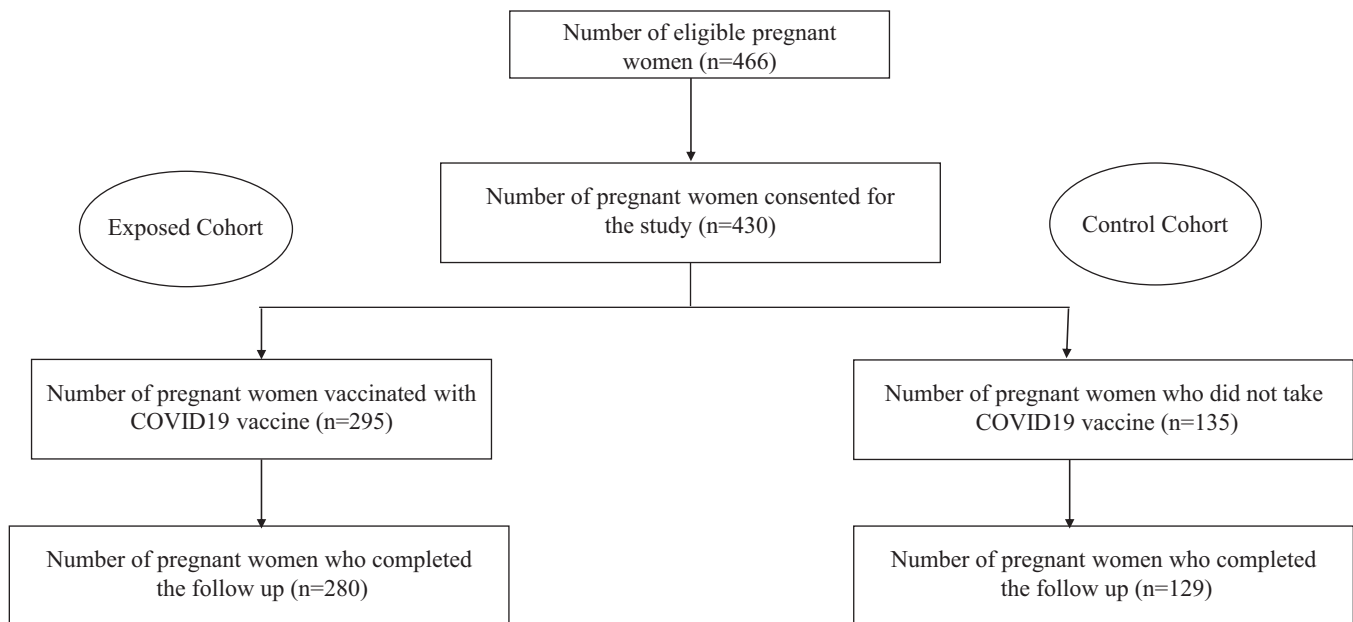 Number of eligible pregnant
women (n=466)
Number of pregnant women consented for
the study (n=430)
Exposed Cohort
Control Cohort
Number of pregnant women vaccinated with
COVID19 vaccine (n=295)
Number of pregnant women who did not take
COVID19 vaccine (n=135)
Number of pregnant women who completed
the follow up (n=280)
Number of pregnant women who completed
the follow up (n=129)